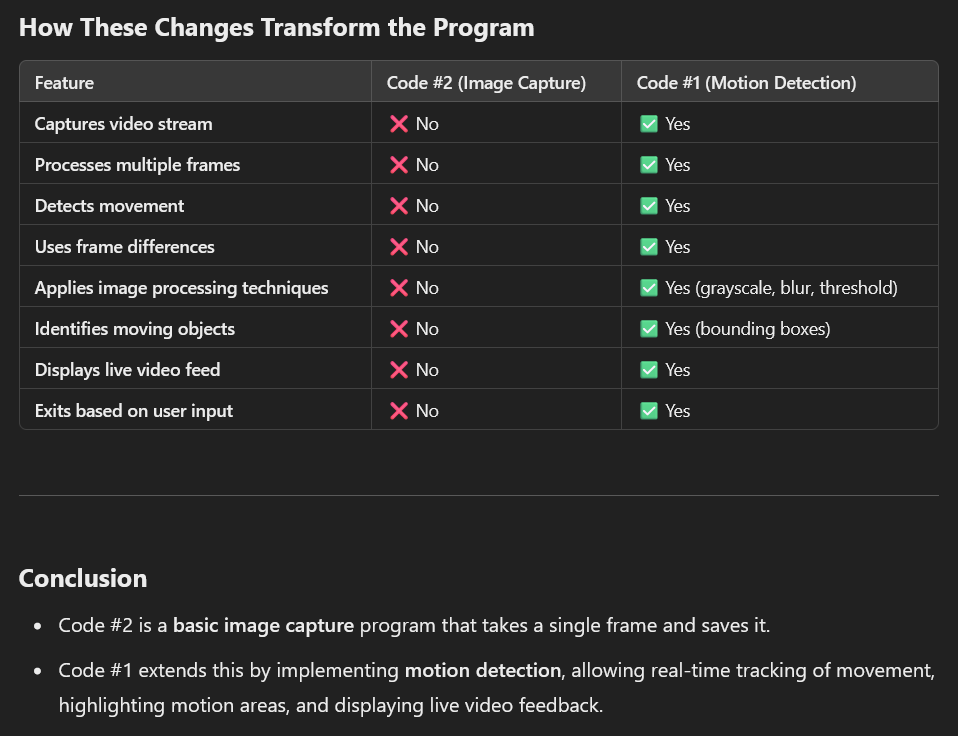 How These Changes Transform the Program
Feature Code #2 (Image Capture) Code #1 (Motion Detection)
Captures video stream ❌ No ✅ Yes
Processes multiple frames ❌ No ✅ Yes
Detects movement ❌ No ✅ Yes
Uses frame differences ❌ No ✅ Yes
Applies image processing techniques ❌ No ✅ Yes (grayscale, blur, threshold)
Identifies moving objects ❌ No ✅ Yes (bounding boxes)
Displays live video feed ❌ No ✅ Yes
Exits based on user input ❌ No ✅ Yes
Conclusion
• Code #2 is a basic image capture program that takes a single frame and saves it.
• Code #1 extends this by implementing motion detection, allowing real-time tracking of movement,
highlighting motion areas, and displaying live video feedback.